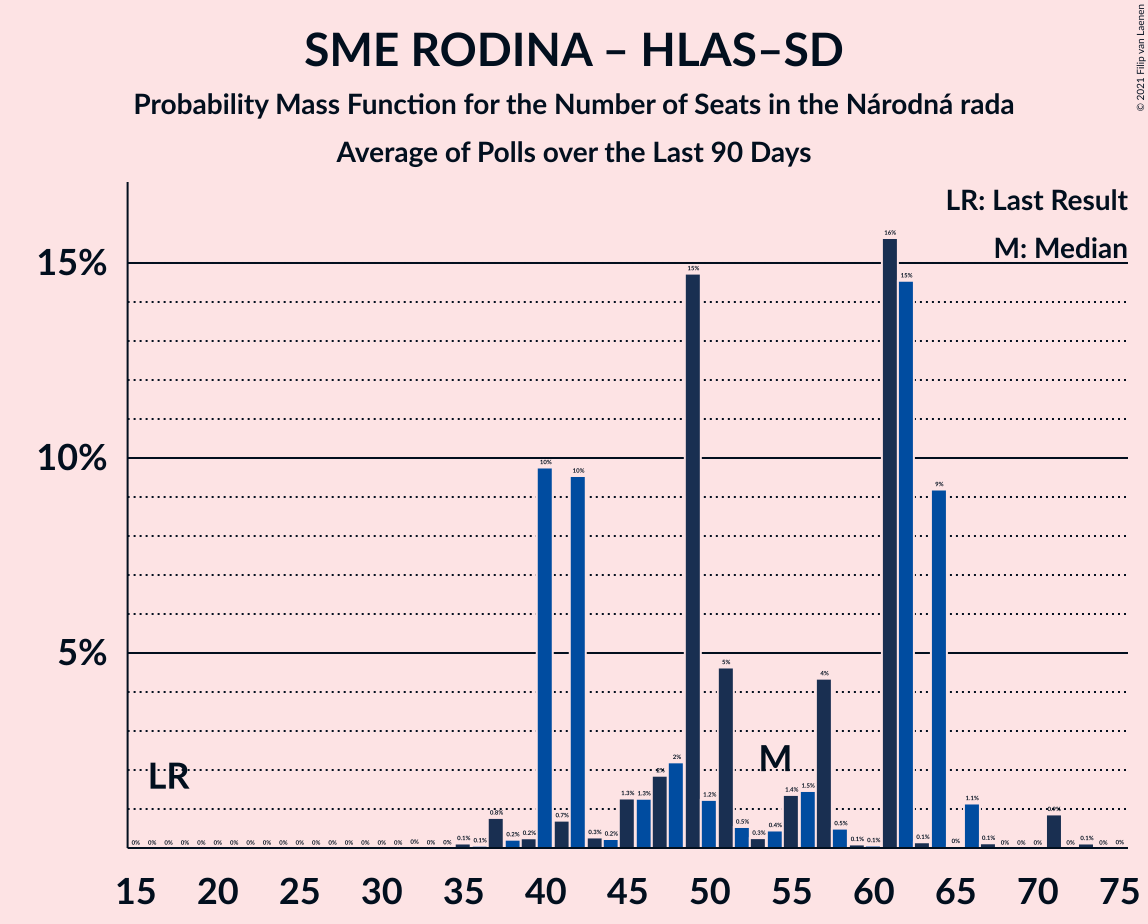 SME RODINA – HLAS–SD
Probability Mass Function for the Number of Seats in the Národná rada
Average of Polls over the Last 90 Days
© 2021 Filip van Laenen
LR: Last Result
M: Median
15%
10%
5%
LR
M
0% 0% 0% 0% 0% 0% 0% 0% 0% 0% 0% 0% 0% 0% 0% 0% 0% 0% 0% 0% 0.1% 0.1% 0.8% 0.2% 0.2% 10% 0.7% 10% 0.3% 0.2% 1.3% 1.3% 2% 2% 15% 1.2% 5% 0.5% 0.3% 0.4% 1.4% 1.5% 4% 0.5% 0.1% 0.1% 16% 15% 0.1% 9% 0% 1.1% 0.1% 0% 0% 0% 0.9% 0% 0.1% 0% 0%
15 20 25 30 35 40 45 50 55 60 65 70 75